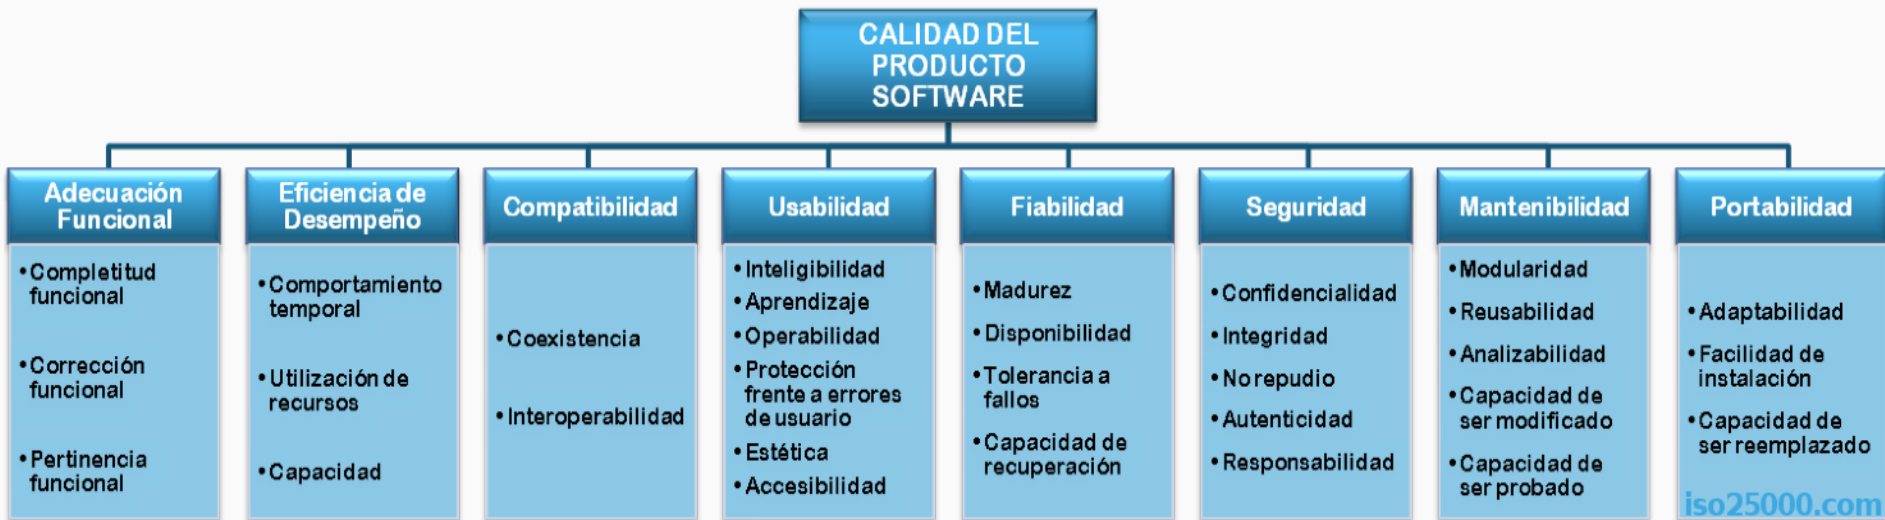 CALIDAD DEL
PRODUCTO
SOFTWARE
Adecuación
Funcional
• Completitud
funcional
• Corrección
funcional
• Pertinencia
funcional
Eficiencia de
Desempeño
• Comportamiento
temporal
• Utilización de
recursos
• Capacidad
Compatibilidad
• Coexistencia
• Interoperabilidad
Usabilidad
• Inteligibilidad
• Aprendizaje
• Operabilidad
• Protección
frente a errores
de usuario
• Estética
• Accesibilidad
Fiabilidad
• Madurez
• Disponibilidad
• Tolerancia a
fallos
• Capacidad de
recuperación
Seguridad
• Confidencialidad
• Integridad
• No repudio
• Autenticidad
• Responsabilidad
Mantenibilidad
• Modularidad
• Reusabilidad
• Analizabilidad
• Capacidad de
ser modificado
• Capacidad de
ser probado
Portabilidad
• Adaptabilidad
• Facilidad de
instalación
• Capacidad de
ser reemplazado
iso25000.com